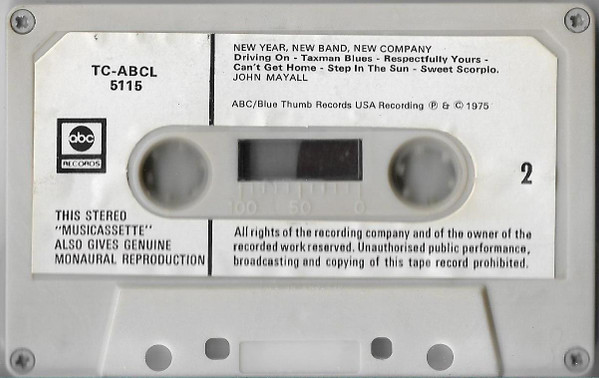 TC-ABCL
5115
abc
RECORDS
THIS STEREO
"MUSICASSETTE"
ALSO GIVES GENUINE
MONAURAL REPRODUCTION
NEW YEAR, NEW BAND, NEW COMPANY
Driving On - Taxman Blues - Respectfully Yours -
Can't Get Home - Step In The Sun - Sweet Scorpio.
JOHN MAYALL
ABC/Blue Thumb Records USA Recording ℗ & © 1975
2
100 50 0
All rights of the recording company and of the owner of the
recorded work reserved. Unauthorised public performance,
broadcasting and copying of this tape record prohibited.